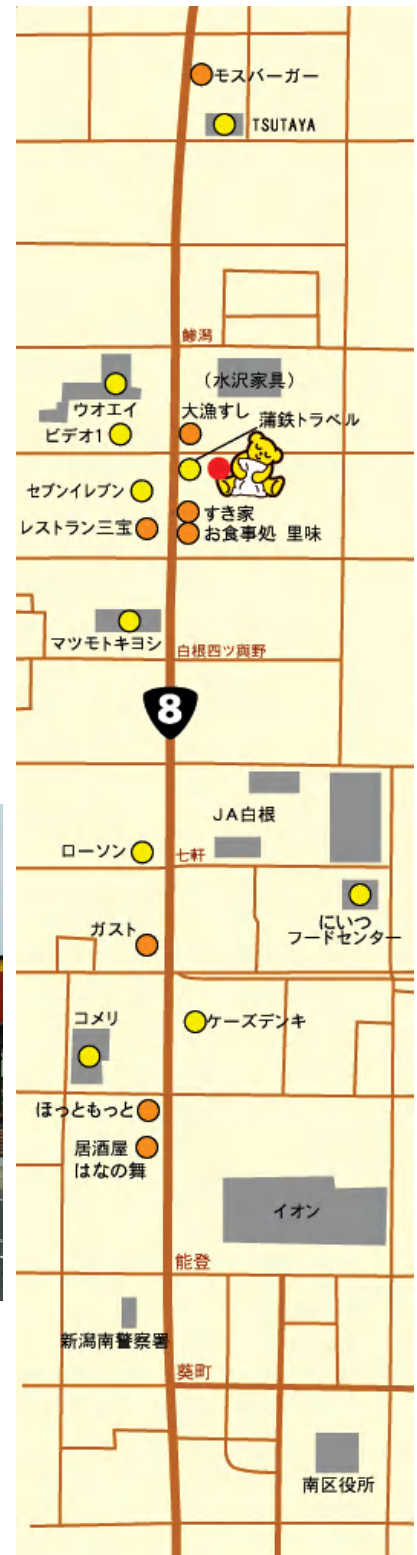 モスバーガー
TSUTAYA
鰺潟
(水沢家具)
ウオエイ
大漁すし
蒲鉄トラベル
ビデオ1
セブンイレブン
すき家
レストラン三宝
お食事処 里味
マツモトキヨシ
白根四ツ興野
8
JA白根
ローソン
七軒
にいつ
フードセンター
ガスト
コメリ
ケーズデンキ
ほっともっと
居酒屋
はなの舞
イオン
能登
新潟南警察署
葵町
南区役所